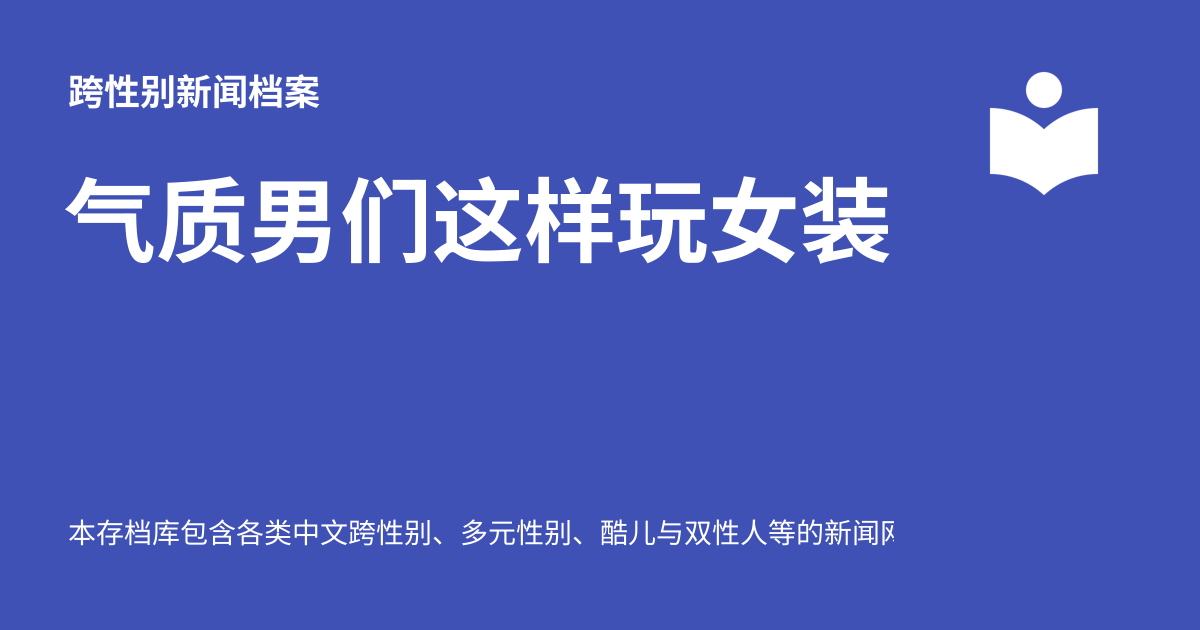 跨性别新闻档案
气质男们这样玩女装
本存档库包含各类中文跨性别、多元性别、酷儿与双性人等的新闻